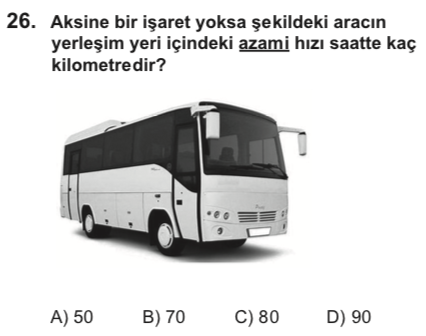 26. Aksine bir işaret yoksa şekildeki aracın
yerleşim yeri içindeki azami hızı saatte kaç
kilometredir?
A) 50 B) 70 C) 80 D) 90